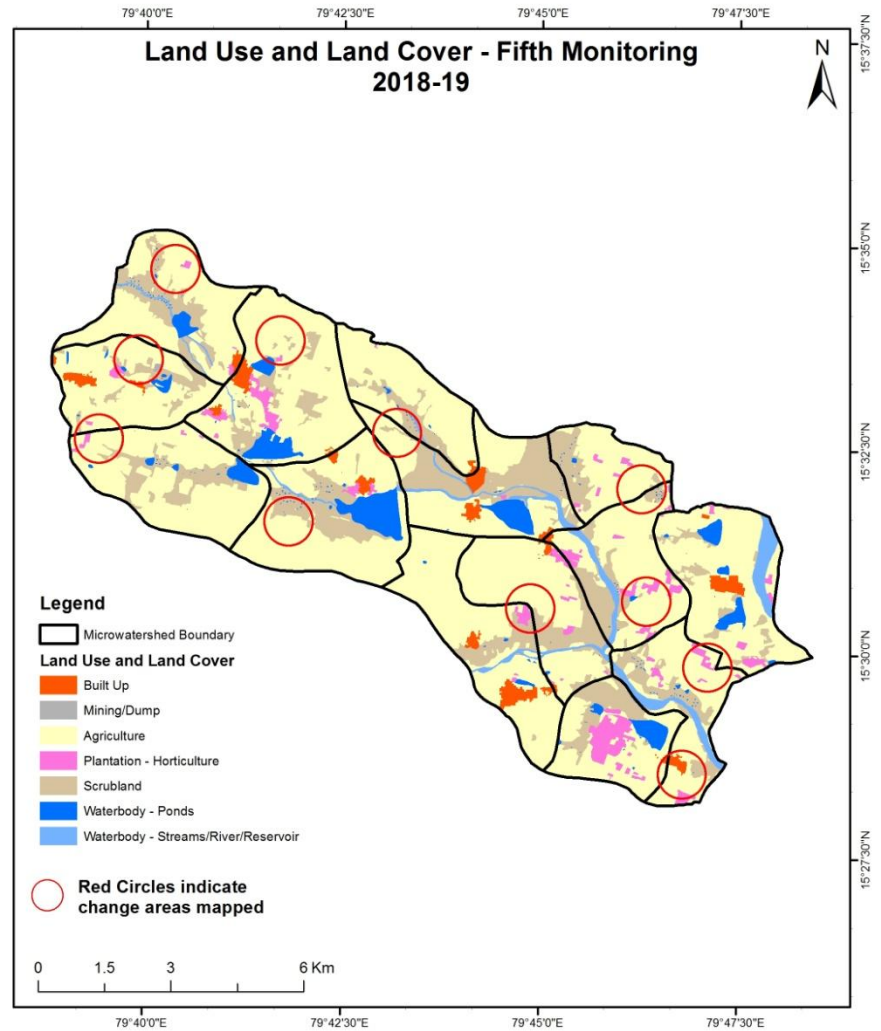 79°40'0"E 79°42'30"E 79°45'0"E 79°47'30"E
Land Use and Land Cover - Fifth Monitoring
2018-19
N
15°37'30"N
15°35'0"N
15°32'30"N
15°30'0"N
15°27'30"N
Legend
Microwatershed Boundary
Land Use and Land Cover
Built Up
Mining/Dump
Agriculture
Plantation - Horticulture
Scrubland
Waterbody - Ponds
Waterbody - Streams/River/Reservoir
Red Circles indicate
change areas mapped
0 1.5 3 6 Km
79°40'0"E 79°42'30"E 79°45'0"E 79°47'30"E